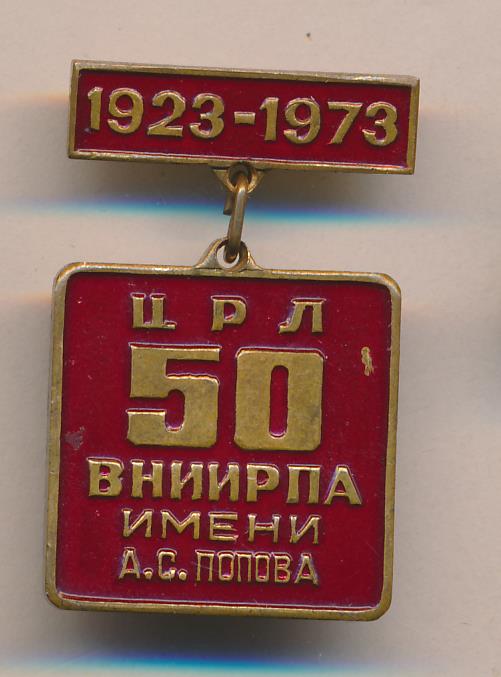 1923-1973
ЦРЛ
50
ВНИИРПА
ИМЕНИ
А.С. ПОПОВА